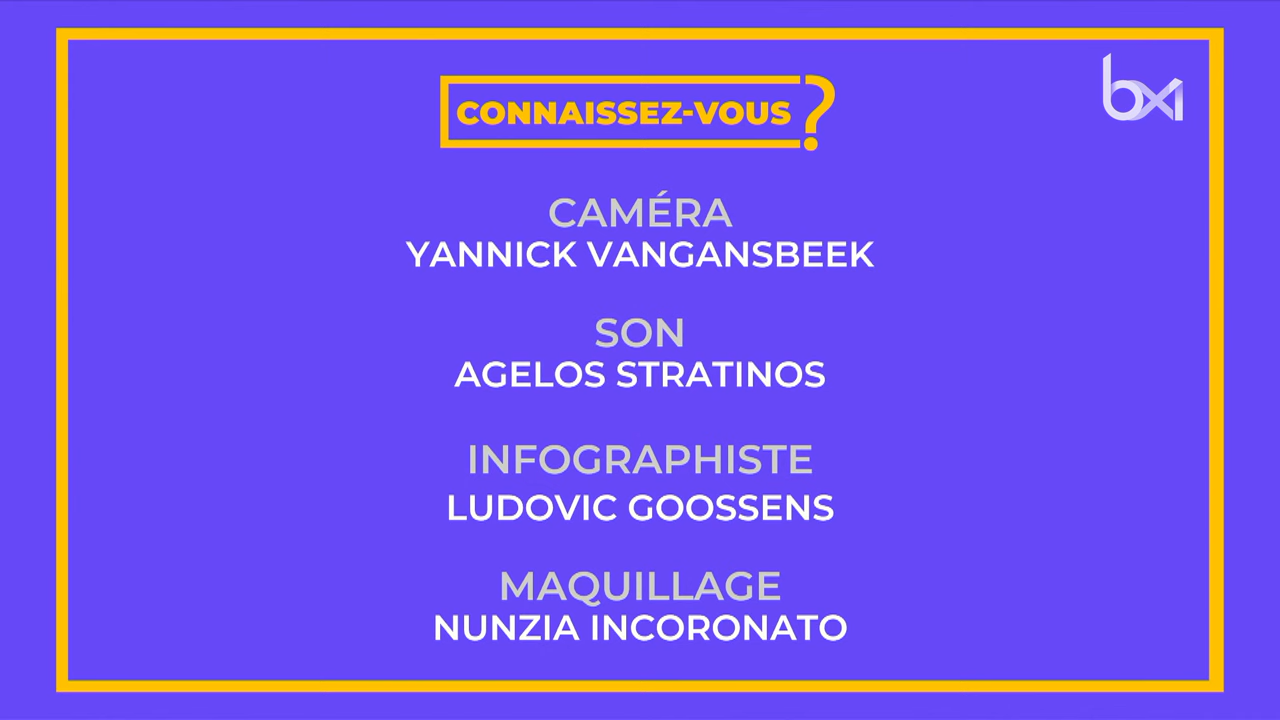 CONNAISSEZ-VOUS ?
bx1
CAMÉRA
YANNICK VANGANSBEEK
SON
AGELOS STRATINOS
INFOGRAPHISTE
LUDOVIC GOOSSENS
MAQUILLAGE
NUNZIA INCORONATO